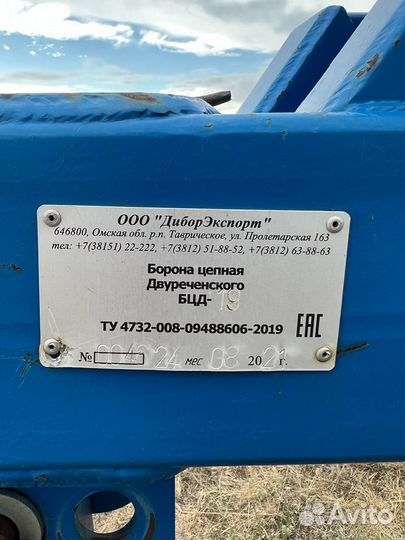 ООО "ДиборЭкспорт"
646800, Омская обл. р.п. Таврическое, ул. Пролетарская 163
тел: +7(38151) 22-222, +7(3812) 51-88-52, +7(3812) 63-88-63
Борона цепная
Двуреченского
БЦД-19
ТУ 4732-008-09488606-2019
EAC
№ мес 08 2021 г.
Avito